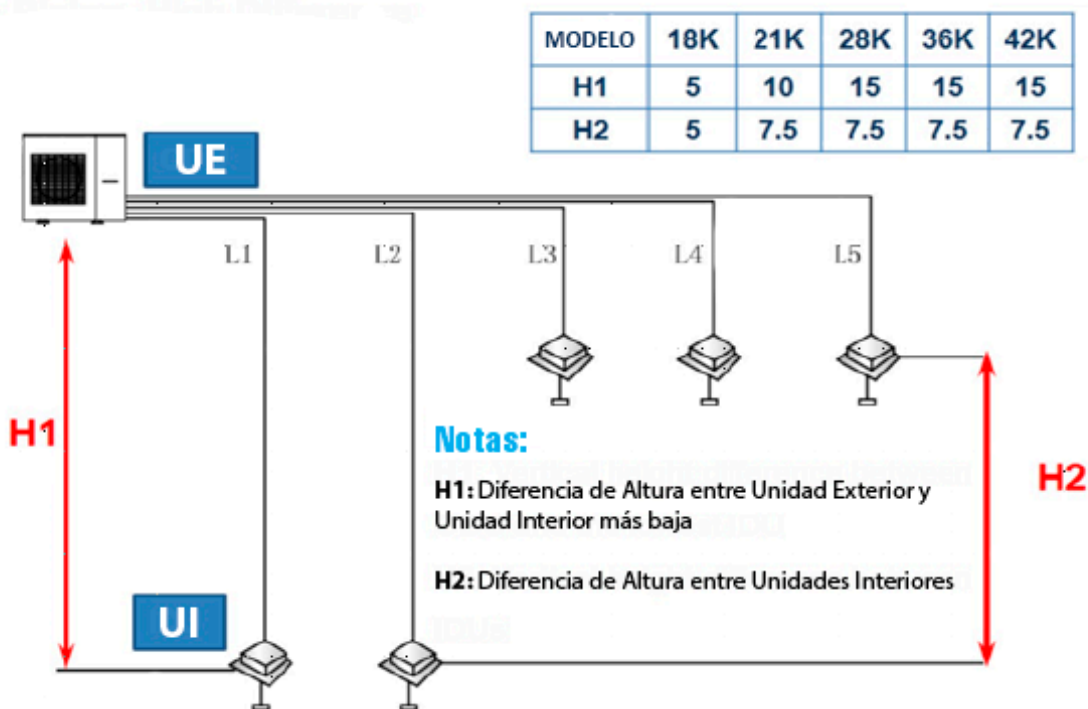 MODELO 18K 21K 28K 36K 42K
H1 5 10 15 15 15
H2 5 7.5 7.5 7.5 7.5
UE
L1 L2 L3 L4 L5
H1
Notas:
H1: Diferencia de Altura entre Unidad Exterior y
Unidad Interior más baja
H2: Diferencia de Altura entre Unidades Interiores
H2
UI